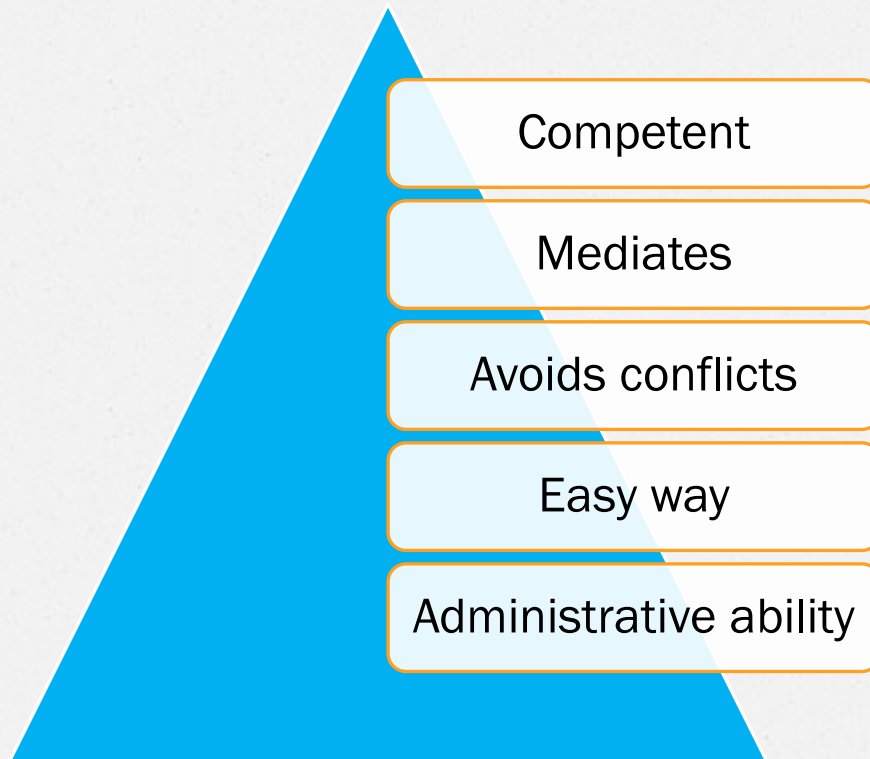 Competent
Mediates
Avoids conflicts
Easy way
Administrative ability